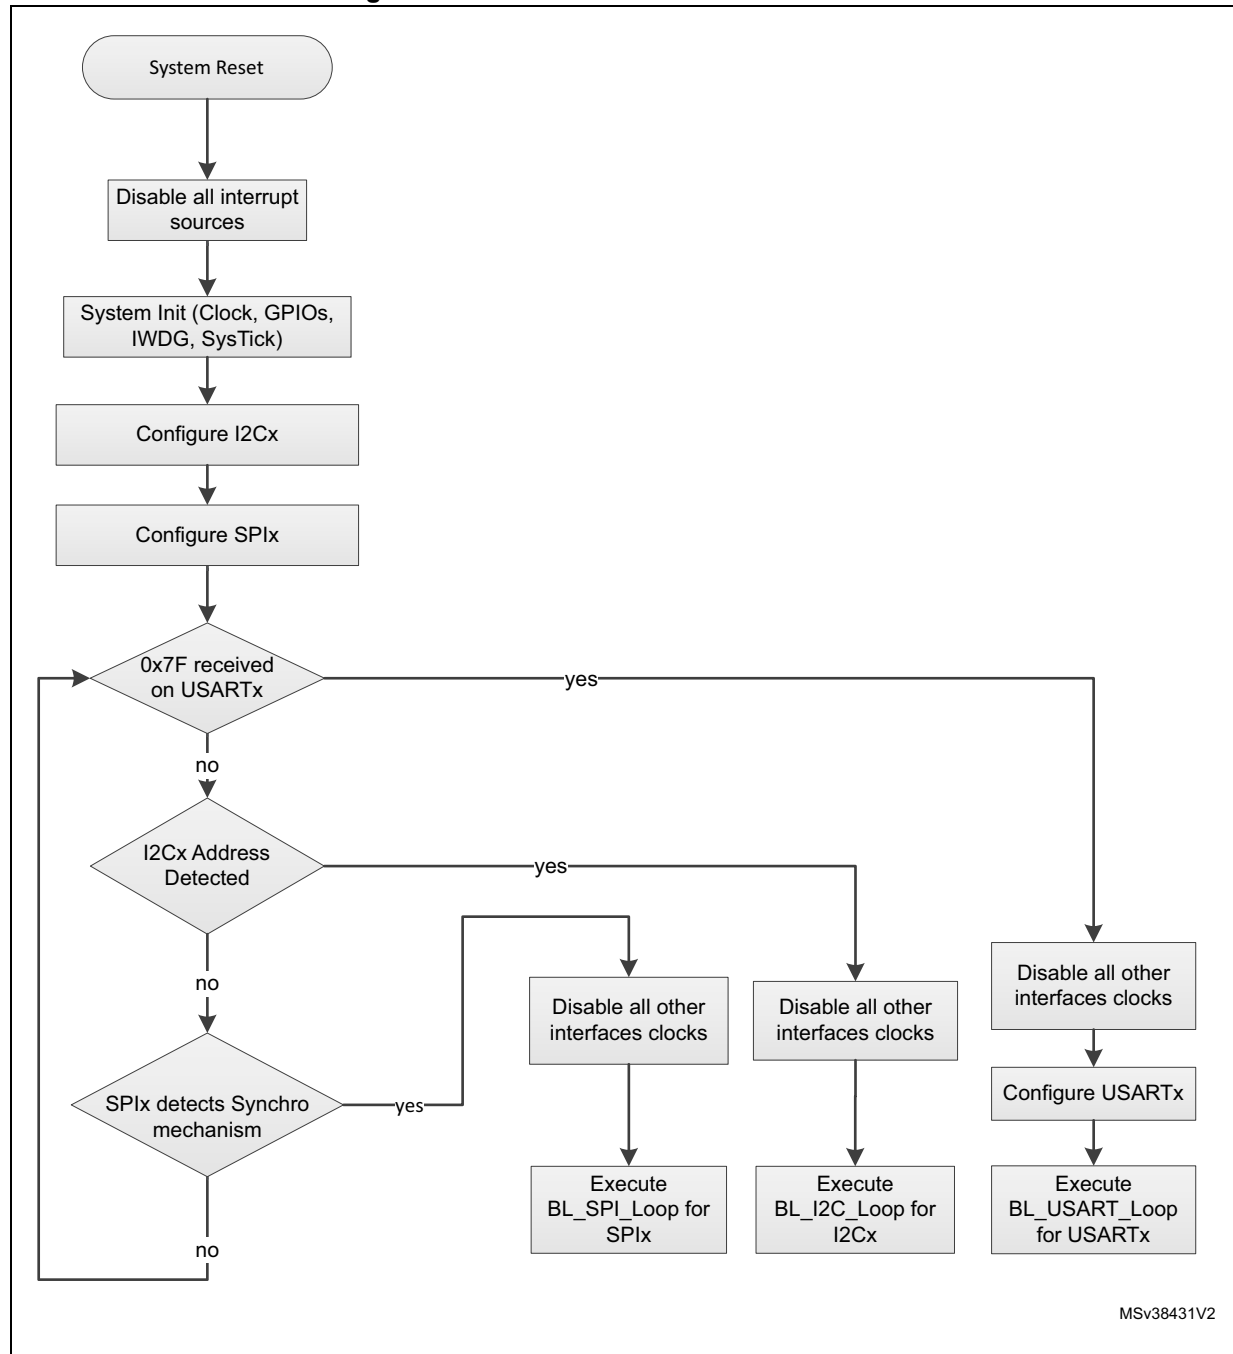 System Reset
Disable all interrupt
sources
System Init (Clock, GPIOs,
IWDG, SysTick)
Configure I2Cx
Configure SPIx
0x7F received
on USARTx
yes
no
I2Cx Address
Detected
yes
no
SPIx detects Synchro
mechanism
yes
no
Disable all other
interfaces clocks
Execute
BL_SPI_Loop for
SPIx
Disable all other
interfaces clocks
Execute
BL_I2C_Loop for
I2Cx
Disable all other
interfaces clocks
Configure USARTx
Execute
BL_USART_Loop
for USARTx
MSv38431V2